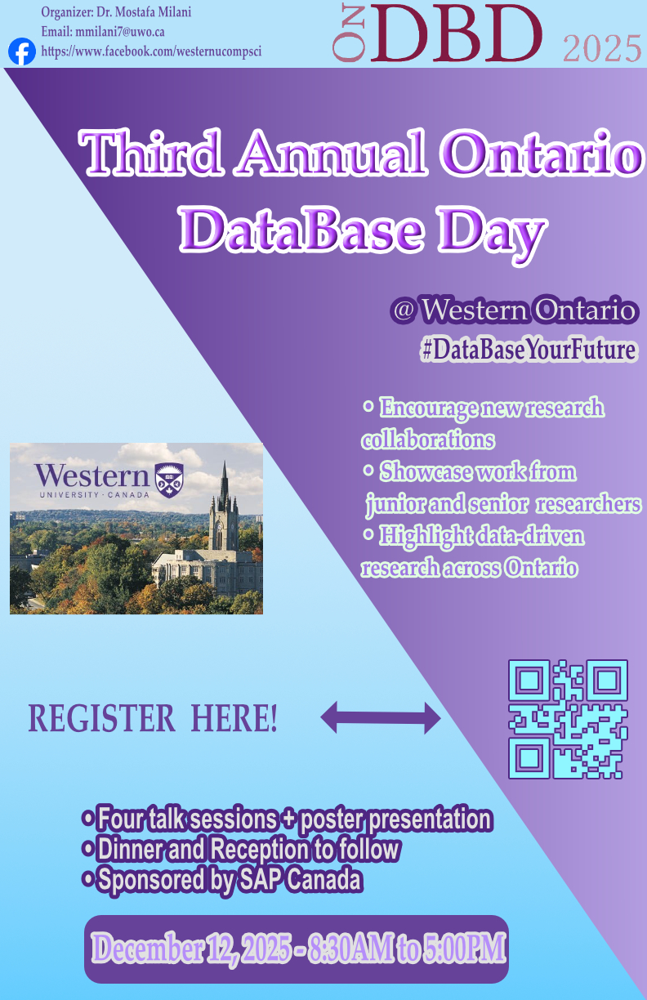 Organizer: Dr. Mostafa Milani
Email: mmilani7@uwo.ca
https://www.facebook.com/westernucompsci
ON DBD 2025
Third Annual Ontario
DataBase Day
@ Western Ontario
#DataBaseYourFuture
• Encourage new research
collaborations
• Showcase work from
junior and senior researchers
• Highlight data-driven
research across Ontario
Western
UNIVERSITY · CANADA
REGISTER HERE!
• Four talk sessions + poster presentation
• Dinner and Reception to follow
• Sponsored by SAP Canada
December 12, 2025 - 8:30AM to 5:00PM